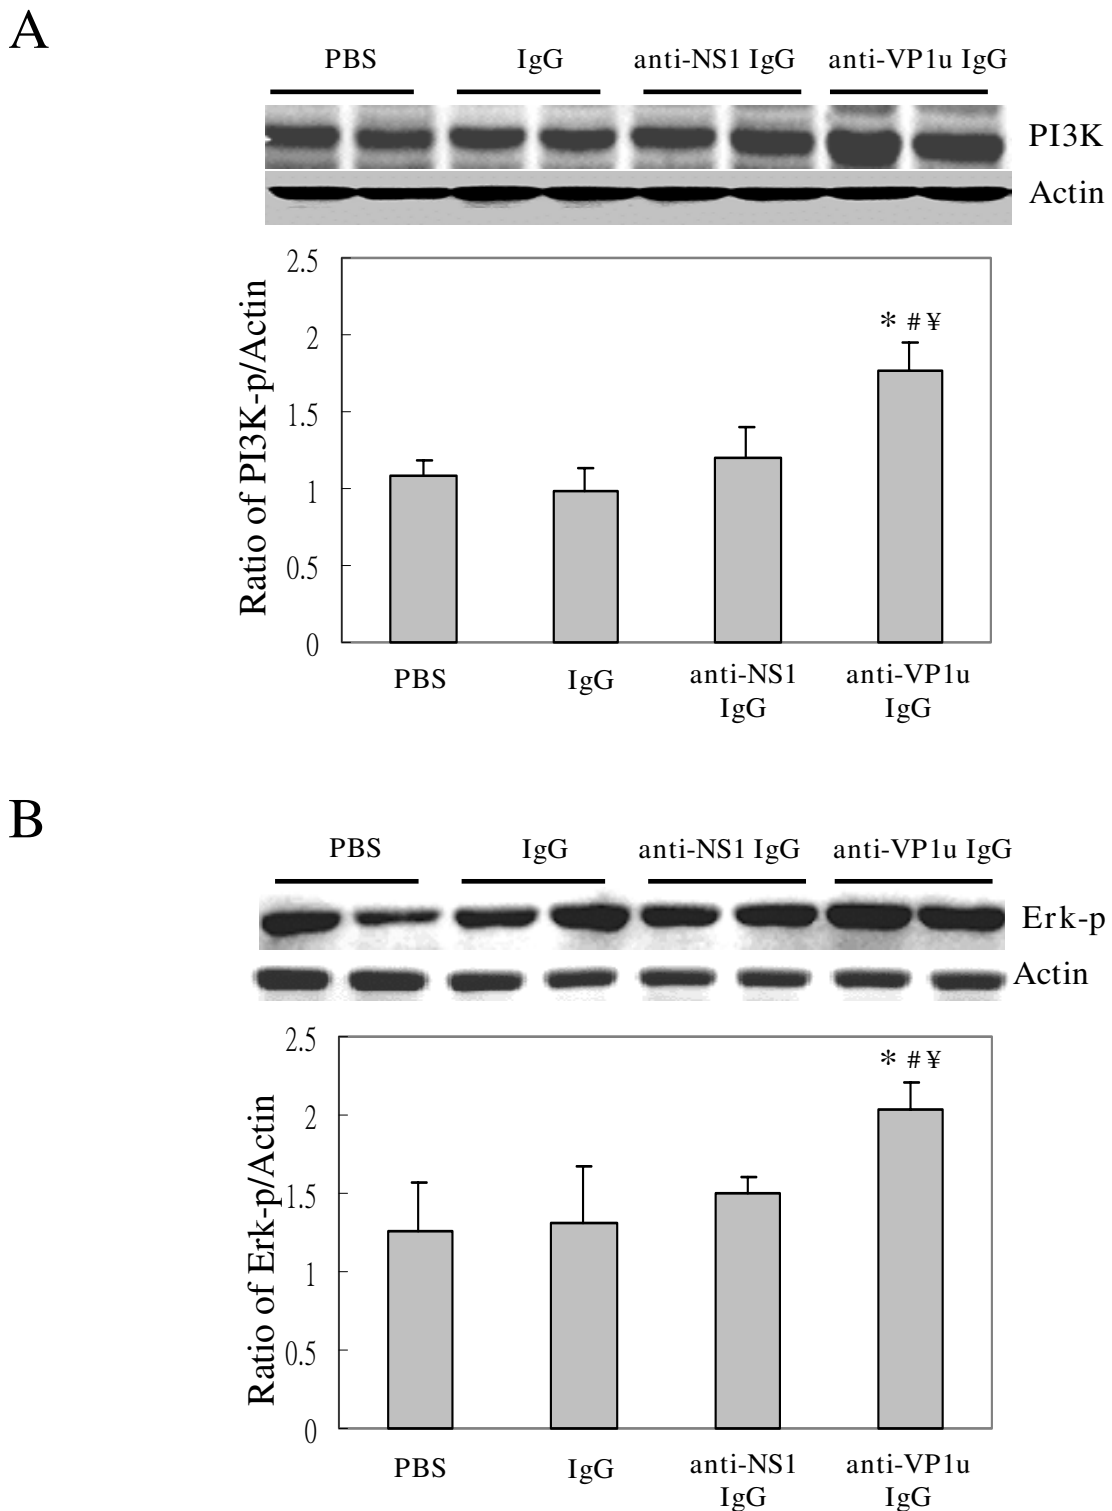 A
PBS IgG anti-NS1 IgG anti-VP1u IgG
PI3K
Actin
Ratio of PI3K-p/Actin
2.5
2
1.5
1
0.5
0
* # ¥
PBS IgG anti-NS1 IgG anti-VP1u IgG
B
PBS IgG anti-NS1 IgG anti-VP1u IgG
Erk-p
Actin
Ratio of Erk-p/Actin
2.5
2
1.5
1
0.5
0
* # ¥
PBS IgG anti-NS1 IgG anti-VP1u IgG